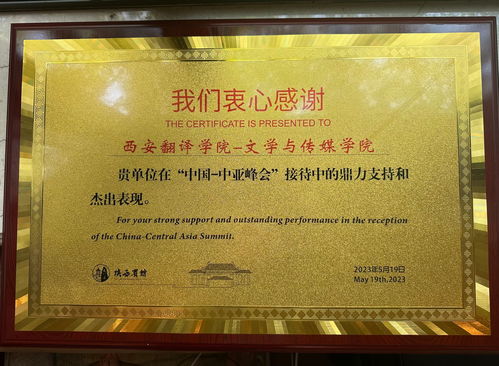 我们衷心感谢
THE CERTIFICATE IS PRESENTED TO
西安翻译学院-文学与传媒学院
贵单位在“中国-中亚峰会”接待中的鼎力支持和
杰出表现。
For your strong support and outstanding performance in the reception
of the China-Central Asia Summit.
陕西宾馆
2023年5月19日
May 19th,2023